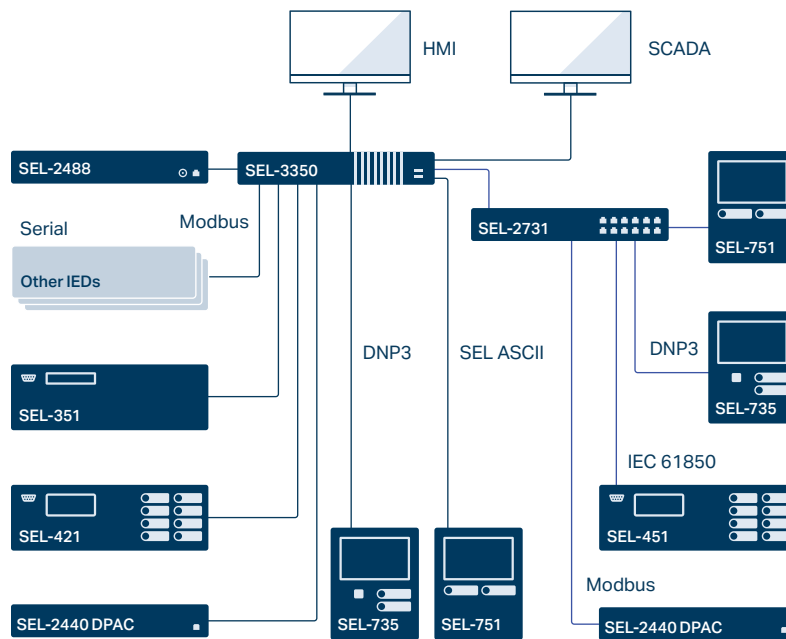 HMI
SCADA
SEL-2488
SEL-3350
Serial
Modbus
SEL-2731
SEL-751
Other IEDs
DNP3
SEL ASCII
DNP3
SEL-351
SEL-735
IEC 61850
SEL-421
SEL-451
Modbus
SEL-2440 DPAC
SEL-735
SEL-751
SEL-2440 DPAC